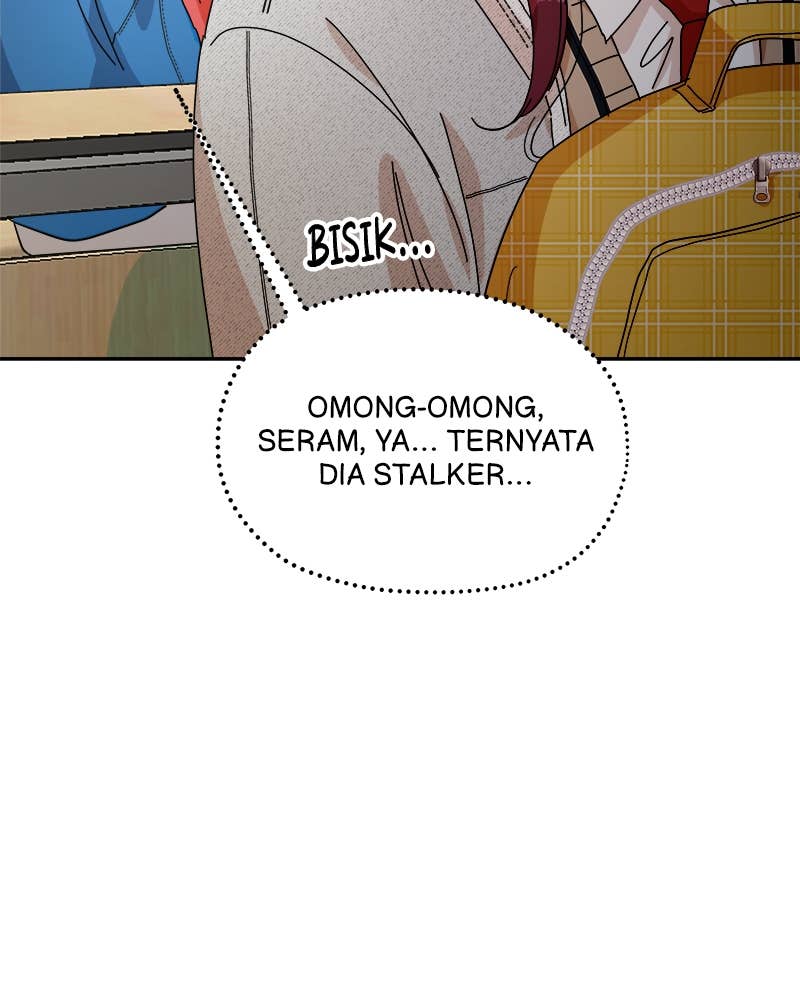 BISIK...
OMONG-OMONG,
SERAM, YA... TERNYATA
DIA STALKER...